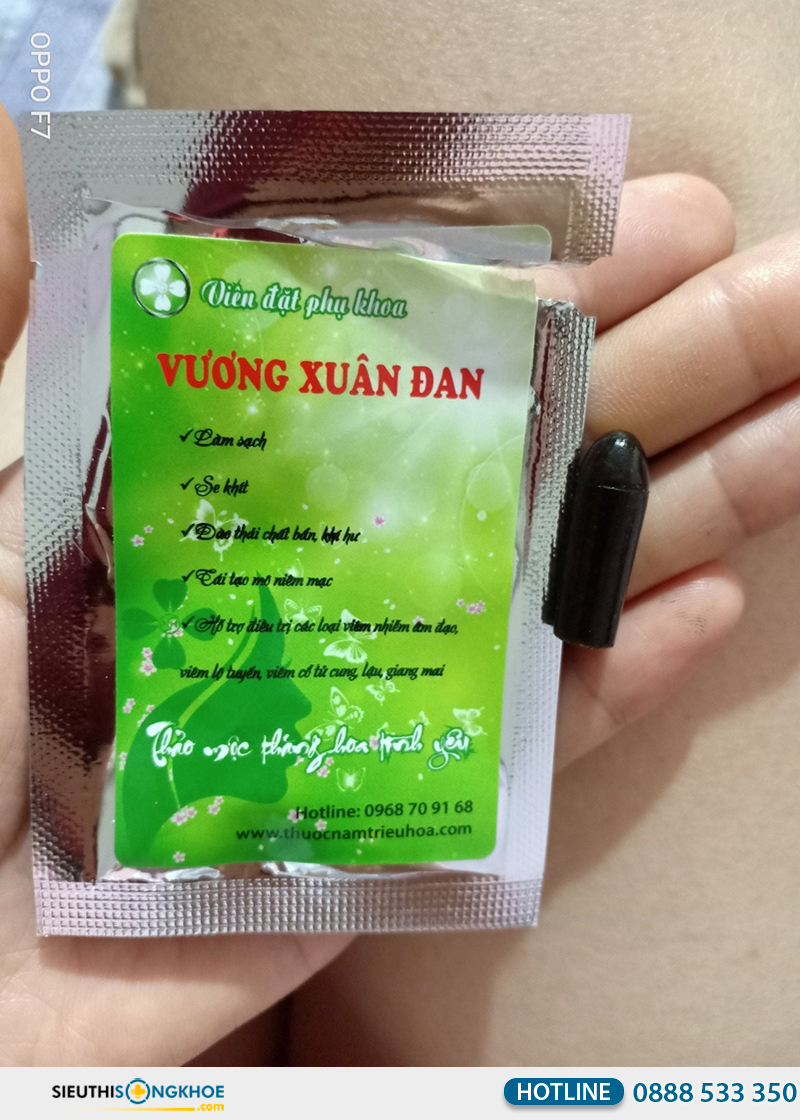 OPPO F7
Viên đặt phụ khoa
VƯƠNG XUÂN ĐAN
✓Làm sạch
✓Se khít
✓Đào thải chất bẩn, khí hư
✓Tái tạo mô niêm mạc
✓Hỗ trợ điều trị các loại viêm nhiễm âm đạo,
viêm lộ tuyến, viêm cổ tử cung, lậu, giang mai
Thảo mộc thăng hoa tình yêu
Hotline: 0968 70 91 68
www.thuocnamtrieuhoa.com
SIEUTHISONGKHOE
.com
HOTLINE 0888 533 350